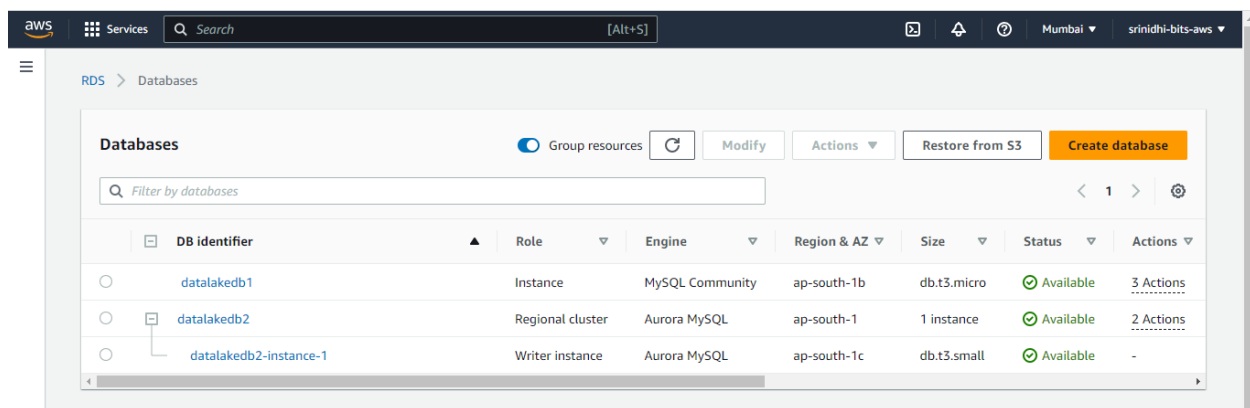 aws Services Search [Alt+S] Mumbai srinidhi-bits-aws
RDS > Databases
Databases Group resources Modify Actions Restore from S3 Create database
Filter by databases 1
DB identifier Role Engine Region & AZ Size Status Actions
datalakedb1 Instance MySQL Community ap-south-1b db.t3.micro Available 3 Actions
datalakedb2 Regional cluster Aurora MySQL ap-south-1 1 instance Available 2 Actions
datalakedb2-instance-1 Writer instance Aurora MySQL ap-south-1c db.t3.small Available -